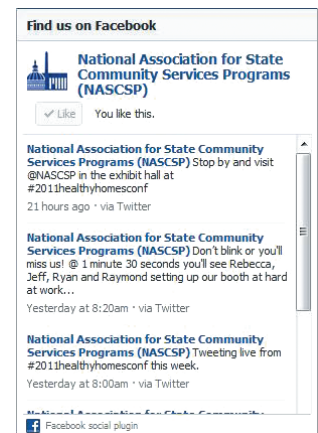 Find us on Facebook
National Association for State
Community Services Programs
(NASCSP)
Like You like this.
National Association for State Community
Services Programs (NASCSP) Stop by and visit
@NASCSP in the exhibit hall at
#2011healthyhomesconf
21 hours ago · via Twitter
National Association for State Community
Services Programs (NASCSP) Don't blink or you'll
miss us! @ 1 minute 30 seconds you'll see Rebecca,
Jeff, Ryan and Raymond setting up our booth at hard
at work...
Yesterday at 8:20am · via Twitter
National Association for State Community
Services Programs (NASCSP) Tweeting live from
#2011healthyhomesconf this week.
Yesterday at 8:00am · via Twitter
National Association for State Community
Facebook social plugin